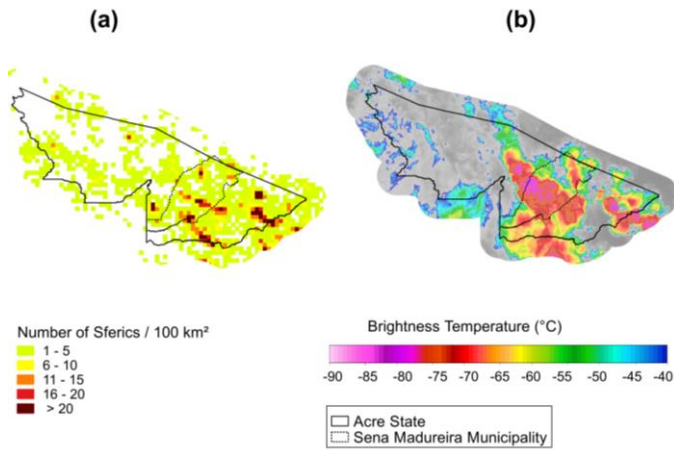 (a)
(b)
Number of Sferics / 100 km²
1 - 5
6 - 10
11 - 15
16 - 20
> 20
Brightness Temperature (°C)
-90 -85 -80 -75 -70 -65 -60 -55 -50 -45 -40
Acre State
Sena Madureira Municipality